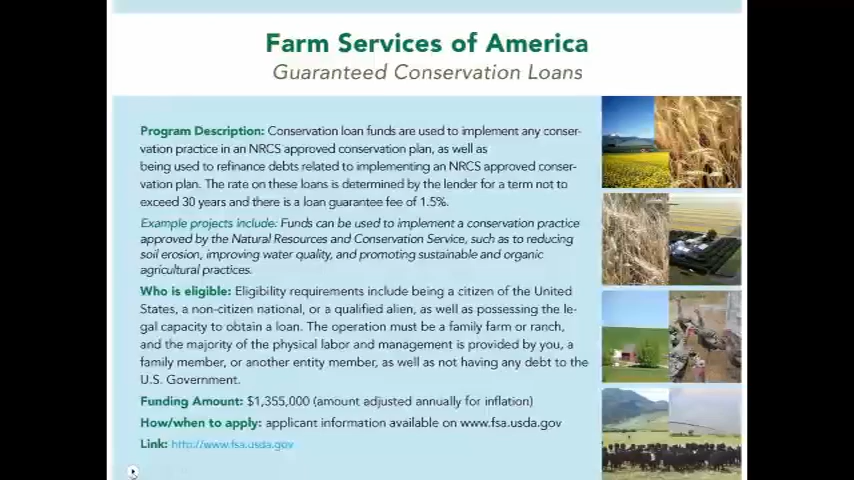 Farm Services of America
Guaranteed Conservation Loans
Program Description: Conservation loan funds are used to implement any conser-
vation practice in an NRCS approved conservation plan, as well as
being used to refinance debts related to implementing an NRCS approved conser-
vation plan. The rate on these loans is determined by the lender for a term not to
exceed 30 years and there is a loan guarantee fee of 1.5%.
Example projects include: Funds can be used to implement a conservation practice
approved by the Natural Resources and Conservation Service, such as to reducing
soil erosion, improving water quality, and promoting sustainable and organic
agricultural practices.
Who is eligible: Eligibility requirements include being a citizen of the United
States, a non-citizen national, or a qualified alien, as well as possessing the le-
gal capacity to obtain a loan. The operation must be a family farm or ranch,
and the majority of the physical labor and management is provided by you, a
family member, or another entity member, as well as not having any debt to the
U.S. Government.
Funding Amount: $1,355,000 (amount adjusted annually for inflation)
How/when to apply: applicant information available on www.fsa.usda.gov
Link: http://www.fsa.usda.gov